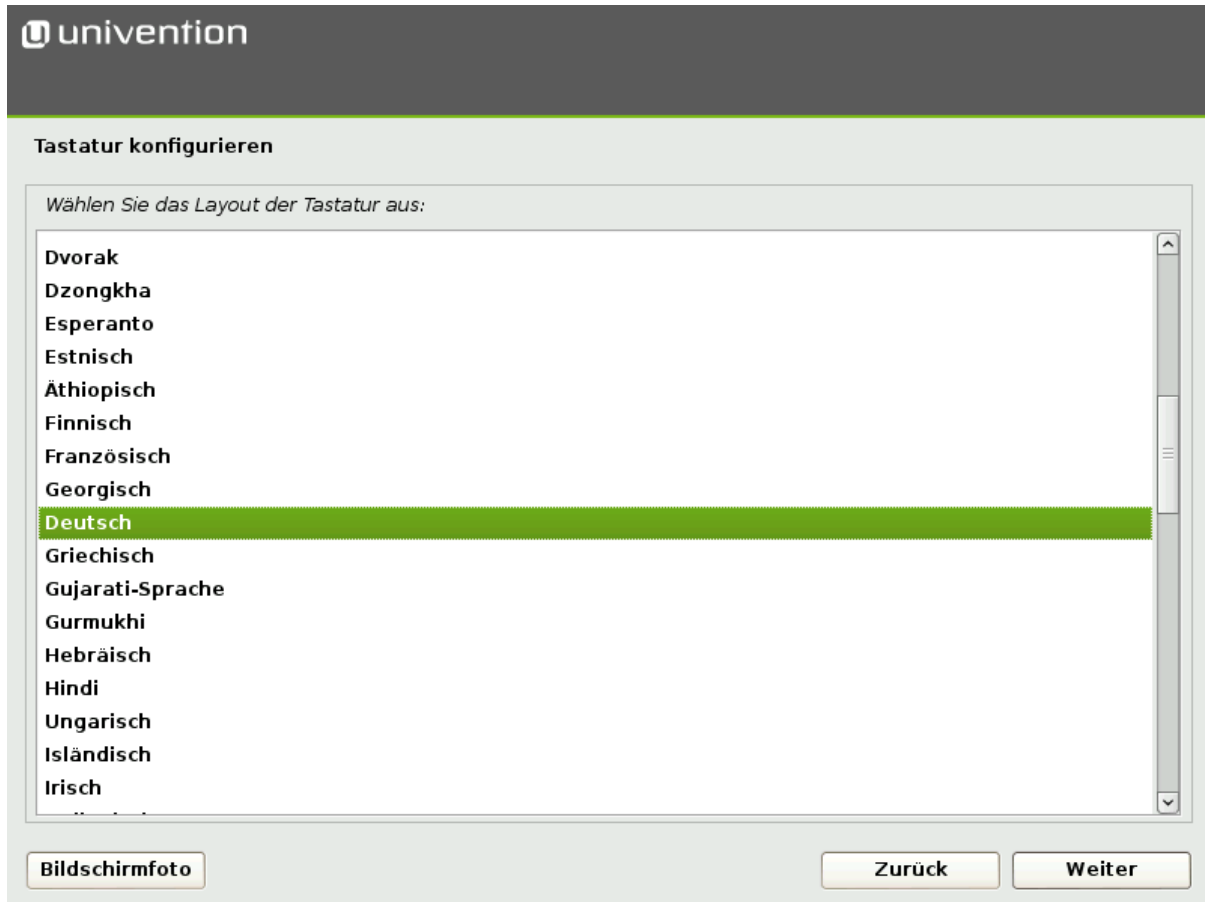 univention
Tastatur konfigurieren
Wählen Sie das Layout der Tastatur aus:
Dvorak
Dzongkha
Esperanto
Estnisch
Äthiopisch
Finnisch
Französisch
Georgisch
Deutsch
Griechisch
Gujarati-Sprache
Gurmukhi
Hebräisch
Hindi
Ungarisch
Isländisch
Irisch
Bildschirmfoto
Zurück
Weiter